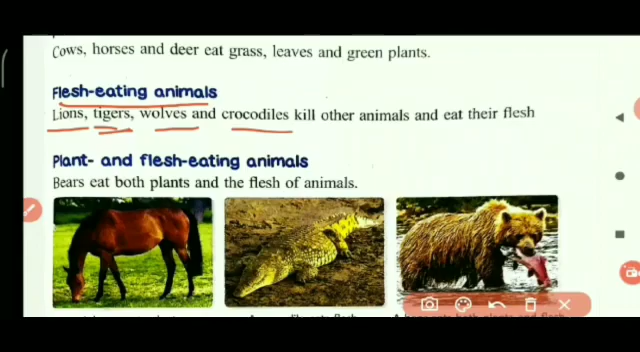 Cows, horses and deer eat grass, leaves and green plants.
Flesh-eating animals
Lions, tigers, wolves and crocodiles kill other animals and eat their flesh
Plant- and flesh-eating animals
Bears eat both plants and the flesh of animals.